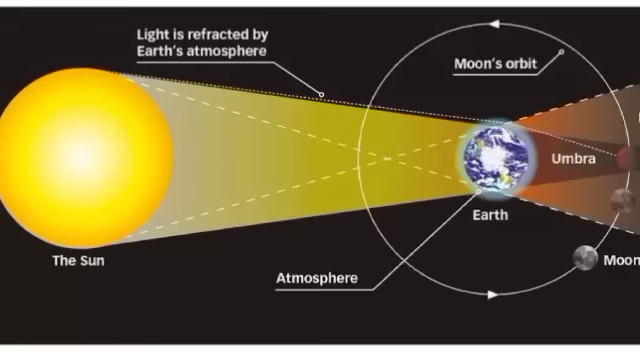 Light is refracted by
Earth's atmosphere
Moon's orbit
Umbra
Earth
The Sun
Moon
Atmosphere